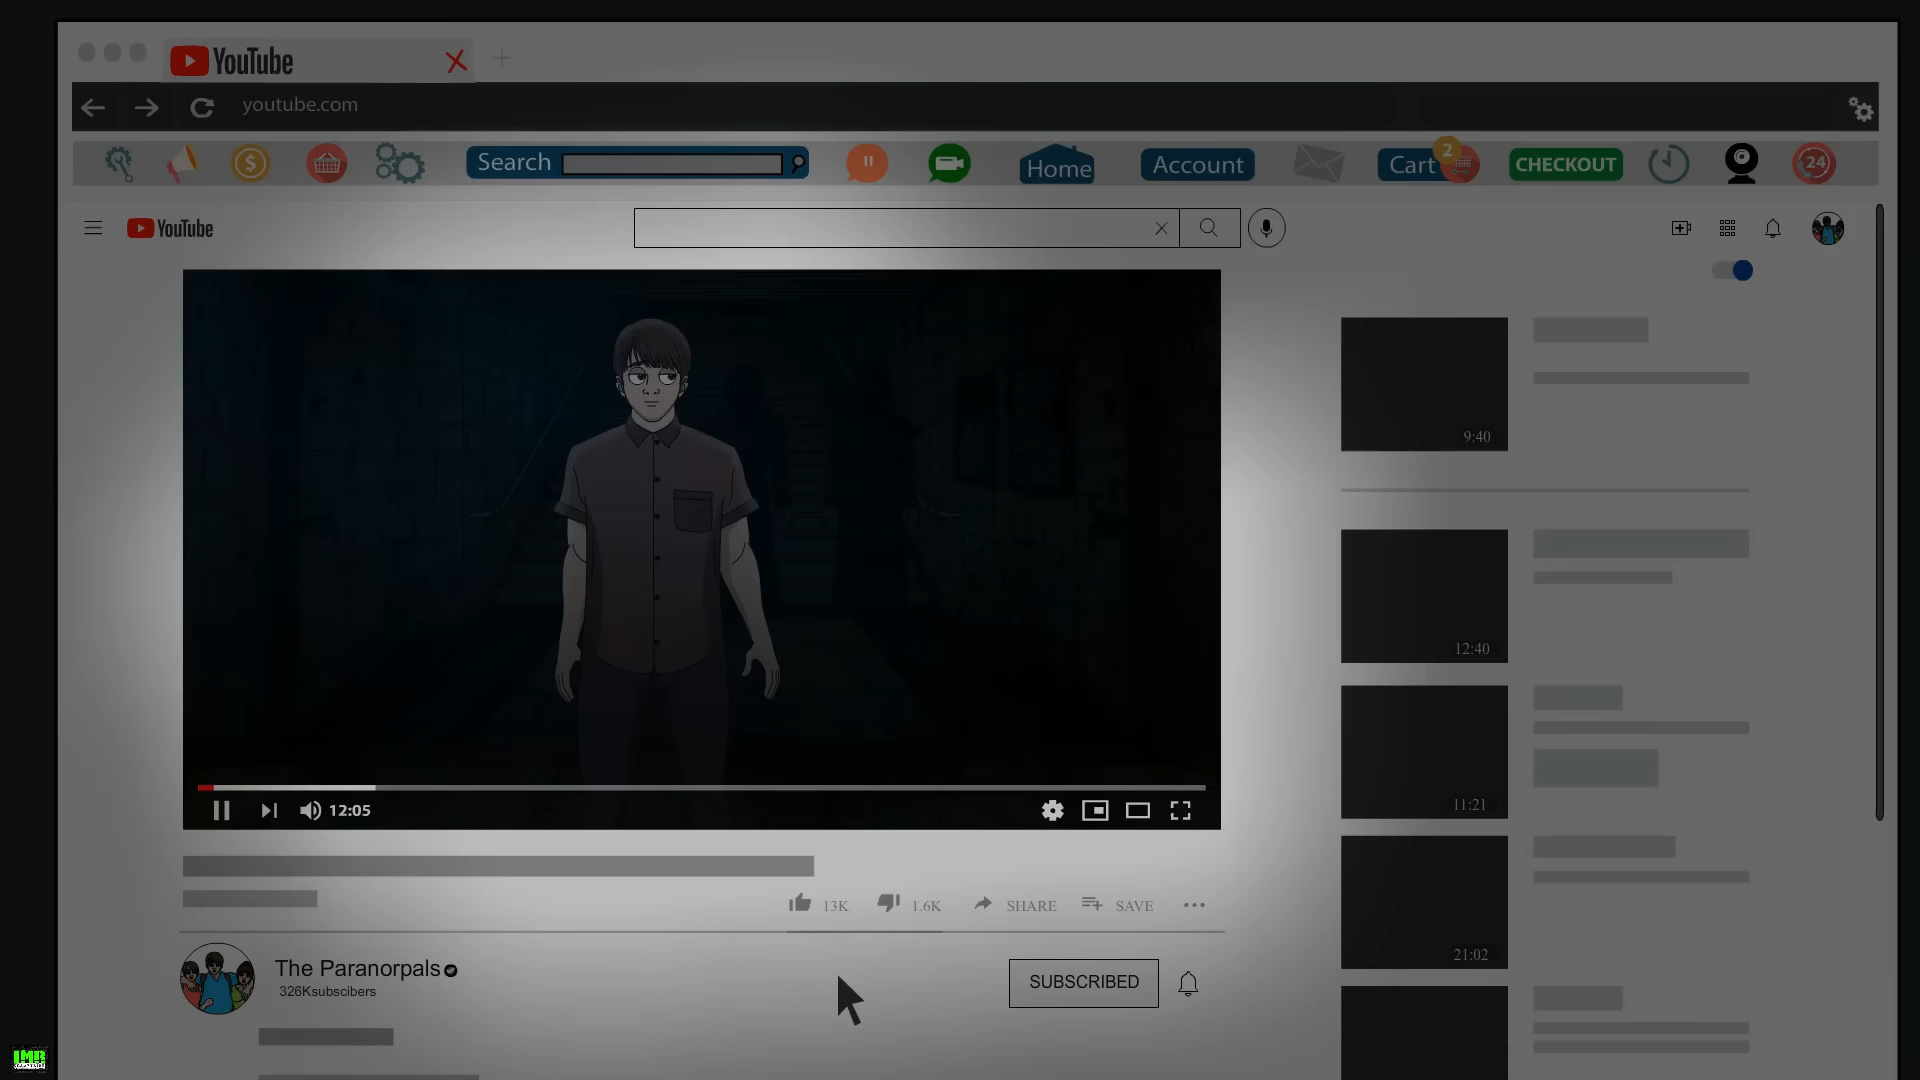 YouTube
youtube.com
Search
Home
Account
Cart
2
CHECKOUT
24
YouTube
9:40
12:40
11:21
21:02
12:05
13K
1.6K
SHARE
SAVE
The Paranorpals
326Ksubscibers
SUBSCRIBED
LMR